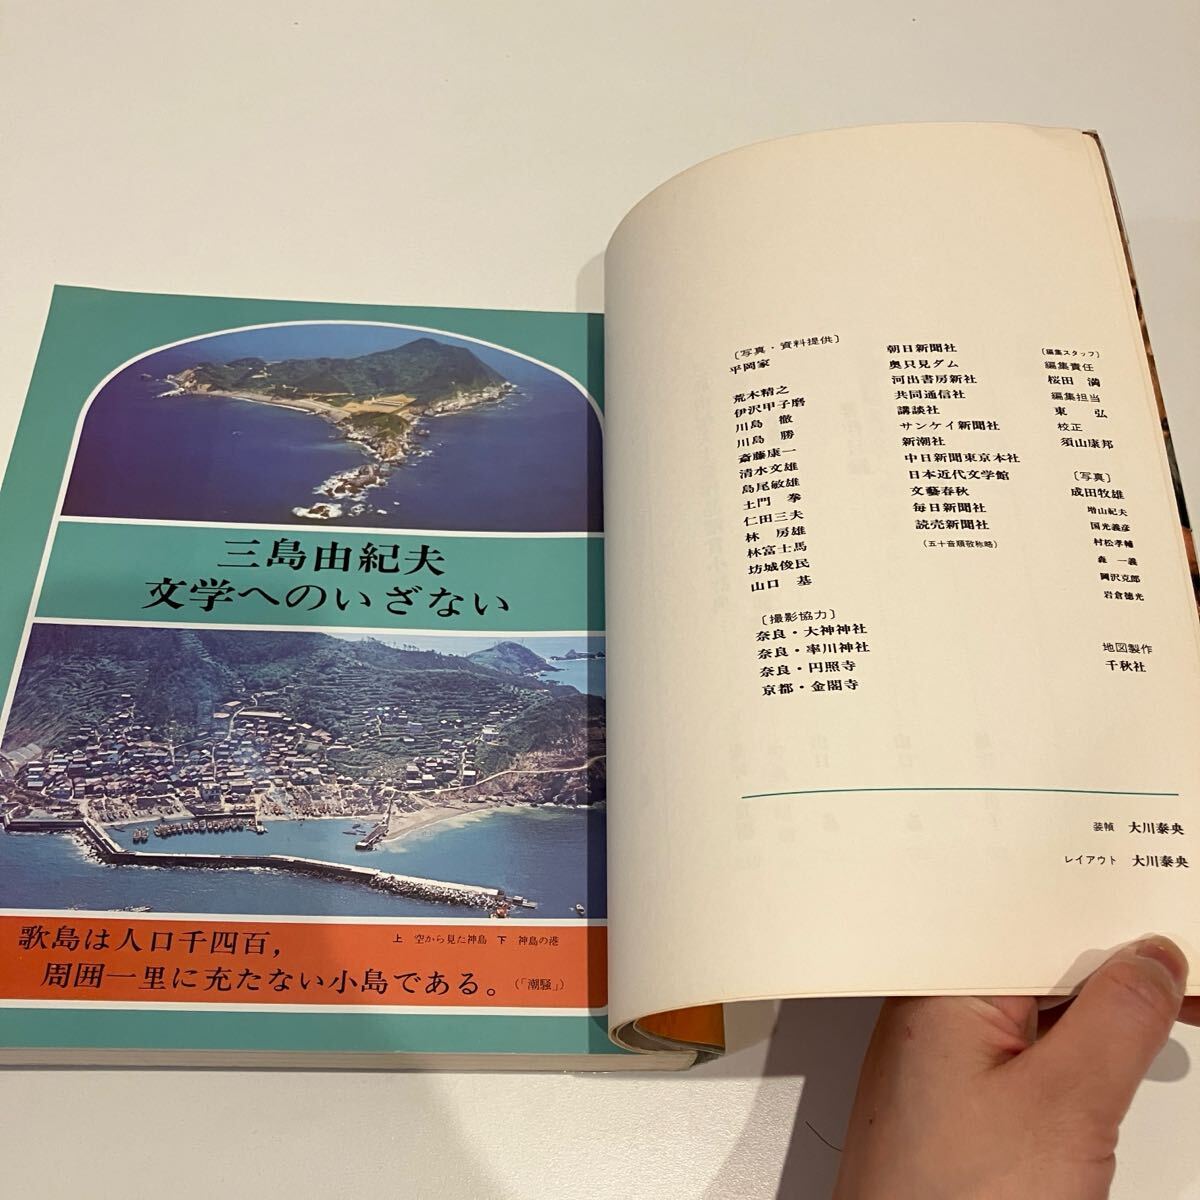 三島由紀夫
文学へのいざない
上 空から見た神島 下 神島の港
歌島は人口千四百，
周囲一里に充たない小島である。
（「潮騒」）
〔写真・資料提供〕
平岡家
荒木精之
伊沢甲子麿
川島 徹
川島 勝
斎藤康一
清水文雄
島尾敏雄
土門 拳
仁田三夫
林 房雄
林富士馬
坊城俊民
山口 基
〔撮影協力〕
奈良・大神神社
奈良・率川神社
奈良・円照寺
京都・金閣寺
朝日新聞社
奥只見ダム
河出書房新社
共同通信社
講談社
サンケイ新聞社
新潮社
中日新聞東京本社
日本近代文学館
文藝春秋
毎日新聞社
読売新聞社
（五十音順敬称略）
〔編集スタッフ〕
編集責任
桜田 満
編集担当
東 弘
校正
須山康邦
〔写真〕
成田牧雄
増山紀夫
国光義彦
村松孝輔
森 一義
岡沢克郎
岩倉徳光
地図製作
千秋社
装幀 大川泰央
レイアウト 大川泰央